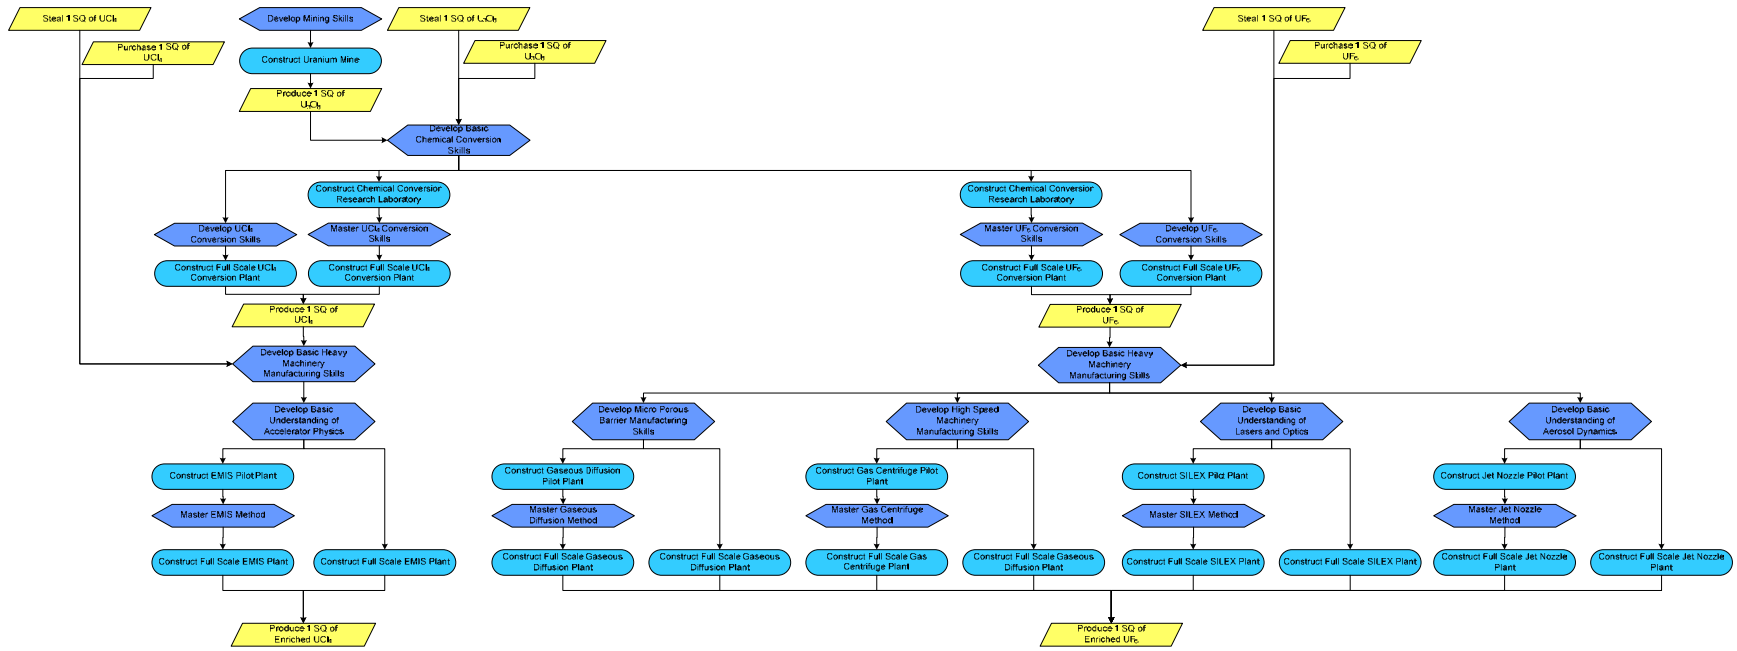 Steal 1 SQ of UCl₄
Develop Mining Skills
Steal 1 SQ of U₃O₈
Steal 1 SQ of UF₆
Purchase 1 SQ of
UCl₄
Construct Uranium Mine
Purchase 1 SQ of
U₃O₈
Purchase 1 SQ of
UF₆
Produce 1 SQ of
U₃O₈
Develop Basic
Chemical Conversion
Skills
Construct Chemical Conversion
Research Laboratory
Construct Chemical Conversion
Research Laboratory
Develop UCl₄
Conversion Skills
Master UCl₄ Conversion
Skills
Master UF₆ Conversion
Skills
Develop UF₆
Conversion Skills
Construct Full Scale UCl₄
Conversion Plant
Construct Full Scale UCl₄
Conversion Plant
Construct Full Scale UF₆
Conversion Plant
Construct Full Scale UF₆
Conversion Plant
Produce 1 SQ of
UCl₄
Produce 1 SQ of
UF₆
Develop Basic Heavy
Machinery
Manufacturing Skills
Develop Basic Heavy
Machinery
Manufacturing Skills
Develop Basic
Understanding of
Accelerator Physics
Develop Micro Porous
Barrier Manufacturing
Skills
Develop High Speed
Machinery
Manufacturing Skills
Develop Basic
Understanding of
Lasers and Optics
Develop Basic
Understanding of
Aerosol Dynamics
Construct EMIS Pilot Plant
Construct Gaseous Diffusion
Pilot Plant
Construct Gas Centrifuge Pilot
Plant
Construct SILEX Pilot Plant
Construct Jet Nozzle Pilot Plant
Master EMIS Method
Master Gaseous
Diffusion Method
Master Gas Centrifuge
Method
Master SILEX Method
Master Jet Nozzle
Method
Construct Full Scale EMIS Plant
Construct Full Scale EMIS Plant
Construct Full Scale Gaseous
Diffusion Plant
Construct Full Scale Gaseous
Diffusion Plant
Construct Full Scale Gas
Centrifuge Plant
Construct Full Scale Gaseous
Diffusion Plant
Construct Full Scale SILEX Plant
Construct Full Scale SILEX Plant
Construct Full Scale Jet Nozzle
Plant
Construct Full Scale Jet Nozzle
Plant
Produce 1 SQ of
Enriched UCl₄
Produce 1 SQ of
Enriched UF₆